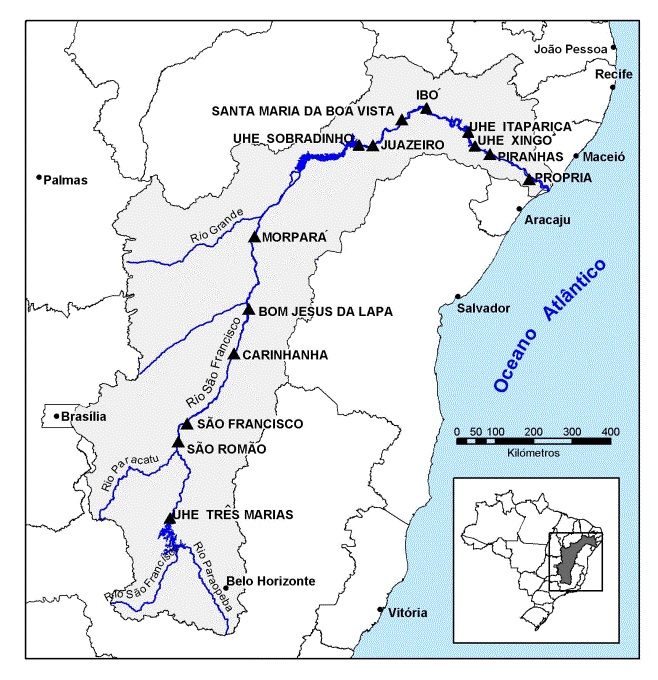 João Pessoa
Recife
IBÓ
SANTA MARIA DA BOA VISTA
UHE ITAPARICA
UHE SOBRADINHO
JUAZEIRO
UHE XINGÓ
PIRANHAS
Maceió
Palmas
PROPRIA
Rio Grande
Aracaju
MORPARÁ
Oceano Atlântico
Salvador
BOM JESUS DA LAPA
Rio São Francisco
CARINHANHA
Brasília
SÃO FRANCISCO
0 50 100 200 300 400
Kilómetros
SÃO ROMÃO
Rio Paracatu
UHE TRÊS MARIAS
Rio São Francisco
Rio Paraopeba
Belo Horizonte
Vitória